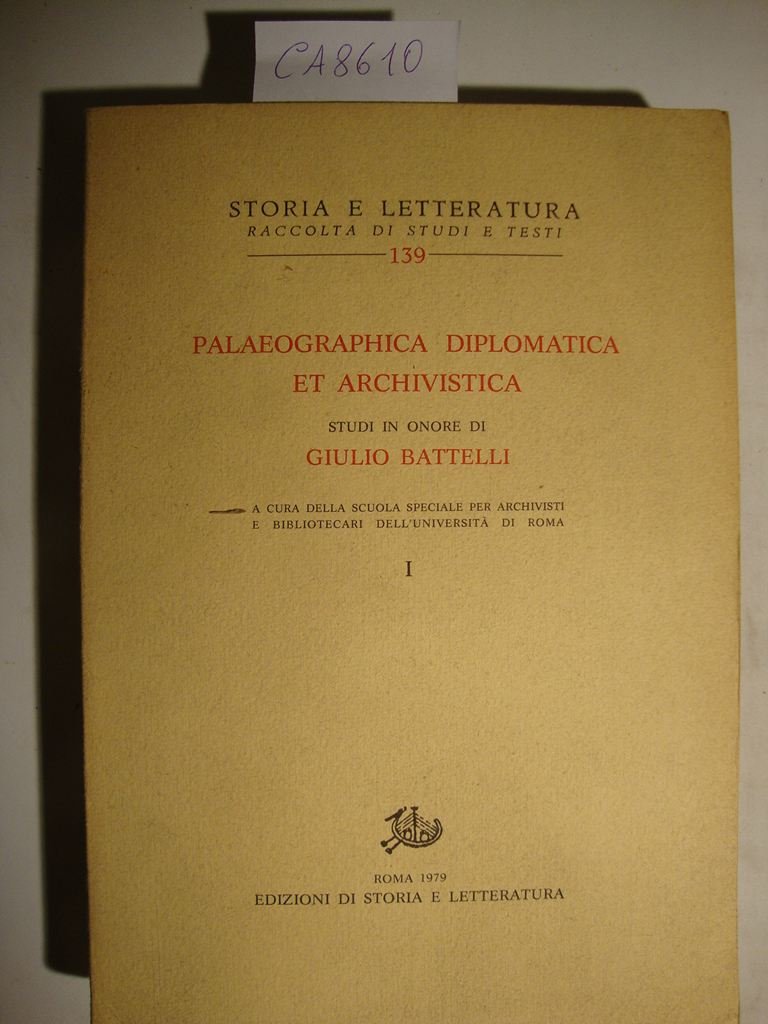 CA8610
STORIA E LETTERATURA
RACCOLTA DI STUDI E TESTI
139
PALAEOGRAPHICA DIPLOMATICA
ET ARCHIVISTICA
STUDI IN ONORE DI
GIULIO BATTELLI
A CURA DELLA SCUOLA SPECIALE PER ARCHIVISTI
E BIBLIOTECARI DELL'UNIVERSITÀ DI ROMA
I
ROMA 1979
EDIZIONI DI STORIA E LETTERATURA